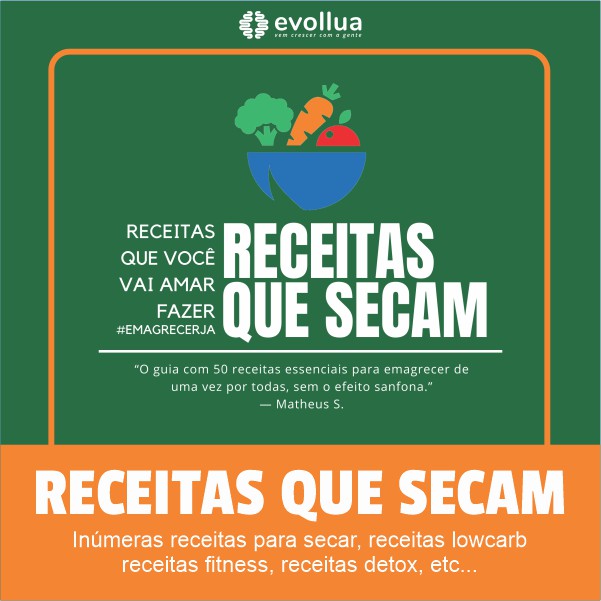 evollua
vem crescer com a gente
RECEITAS
QUE VOCÊ
VAI AMAR
FAZER
#EMAGRECERJA
RECEITAS
QUE SECAM
“O guia com 50 receitas essenciais para emagrecer de
uma vez por todas, sem o efeito sanfona.”
— Matheus S.
RECEITAS QUE SECAM
Inúmeras receitas para secar, receitas lowcarb
receitas fitness, receitas detox, etc...